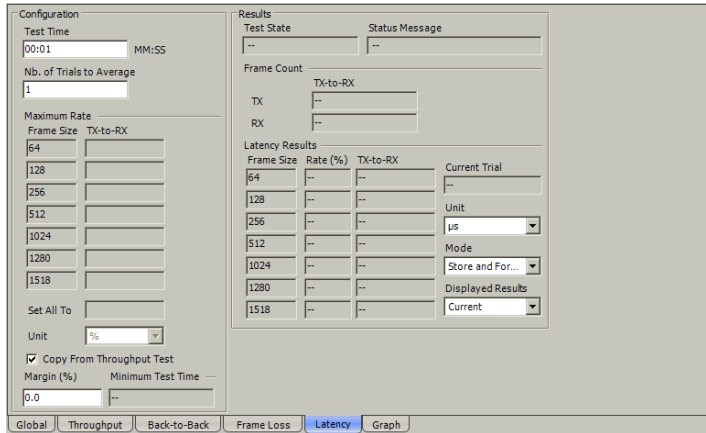 Configuration
Test Time
00:01 MM:SS
Nb. of Trials to Average
1
Maximum Rate
Frame Size TX-to-RX
64
128
256
512
1024
1280
1518
Set All To
Unit %
Copy From Throughput Test
Margin (%) Minimum Test Time
0.0 --
Results
Test State Status Message
-- --
Frame Count
TX-to-RX
TX --
RX --
Latency Results
Frame Size Rate (%) TX-to-RX
64 -- --
128 -- --
256 -- --
512 -- --
1024 -- --
1280 -- --
1518 -- --
Current Trial
--
Unit
µs
Mode
Store and For...
Displayed Results
Current
Global Throughput Back-to-Back Frame Loss Latency Graph